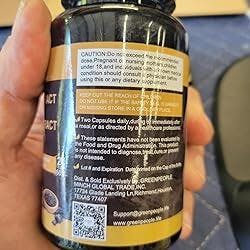 CAUTION:Do not exceed the recommended
dose.Pregnant or nursing mothers, children
under 18,and individuals with a known medical
condition should consult a physician before
using this or any dietary supplement.
KEEP OUT THE REACH OF CHILDREN.
DO NOT USE IF THE SAFETY SEAL IS DAMAGED
OR MISSING.STORE IN A COOL,DRY PLACE.
ACT
ACT
Two Capsules daily,during or immediately after
a meal,or as directed by a healthcare professional.
These statements have not been evaluated by
the Food and Drug Administration. This product
is not intended to diagnose,treat,cure,or prevent
any disease.
Lot # and Expiration Dated Printed on the Cap of the Bottle
Dist. & Sold Exclusively By: GREENPEOPLE
MINCH GLOBAL TRADE,INC.
17704 Glade Landing Ln,Richmond,Houston,
TEXAS 77407
Support@greenpeople.life
www.greenpeople.life